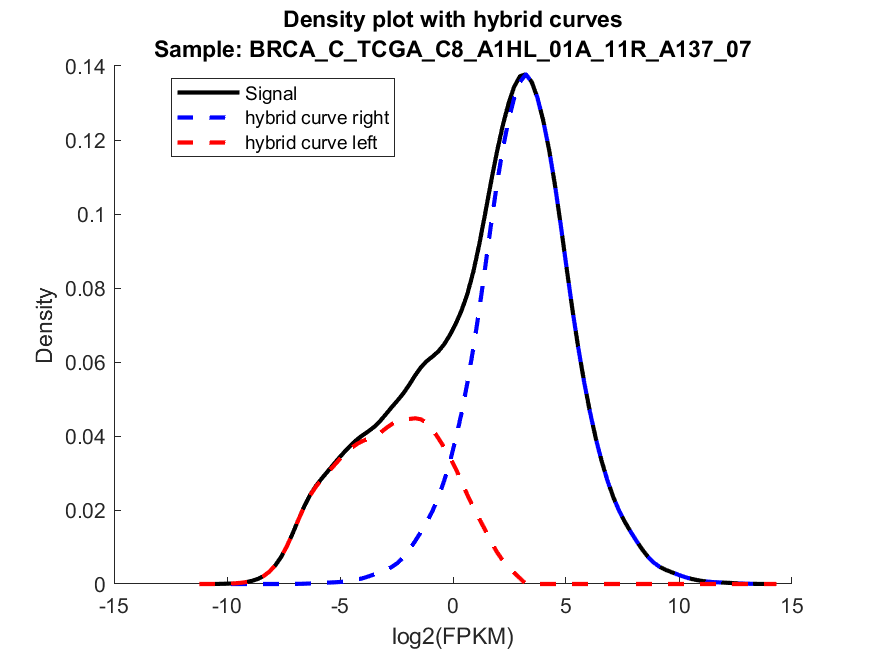 Density plot with hybrid curves
Sample: BRCA_C_TCGA_C8_A1HL_01A_11R_A137_07
Signal
hybrid curve right
hybrid curve left
Density
0.14
0.12
0.1
0.08
0.06
0.04
0.02
0
-15
-10
-5
0
5
10
15
log2(FPKM)